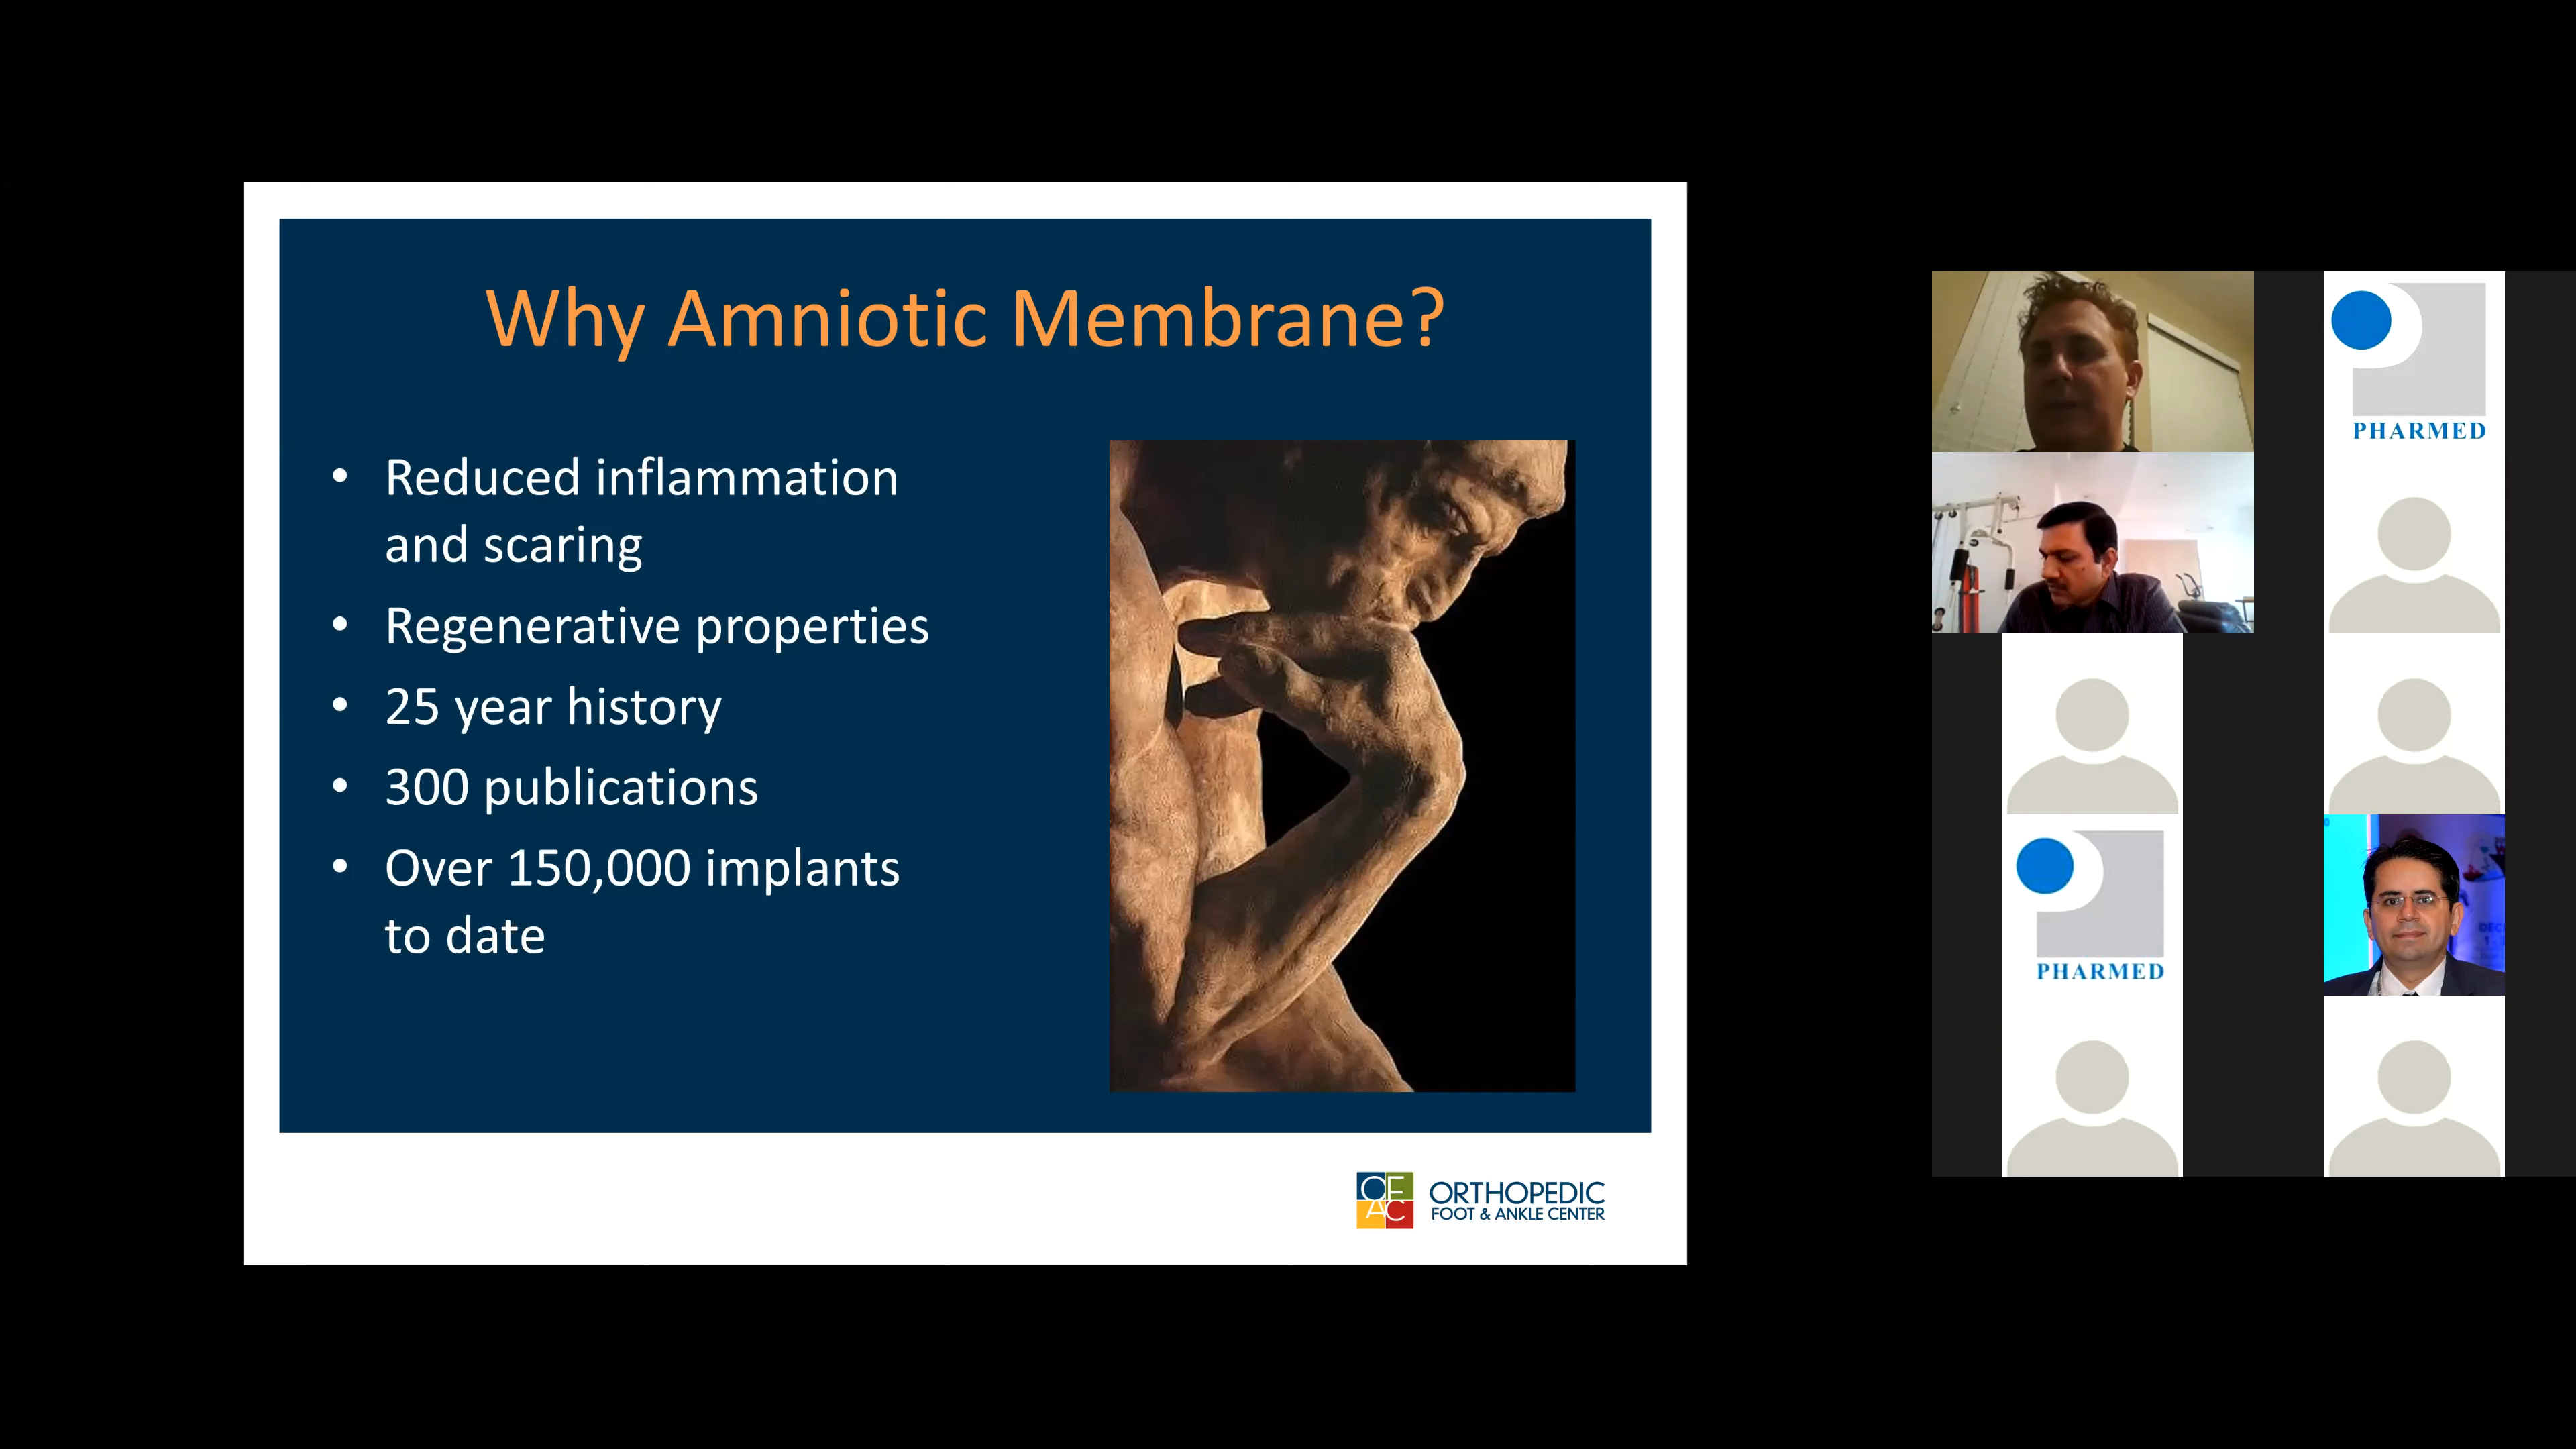 Why Amniotic Membrane?
• Reduced inflammation
and scaring
• Regenerative properties
• 25 year history
• 300 publications
• Over 150,000 implants
to date
OFAC
ORTHOPEDIC
FOOT & ANKLE CENTER
PHARMED
PHARMED